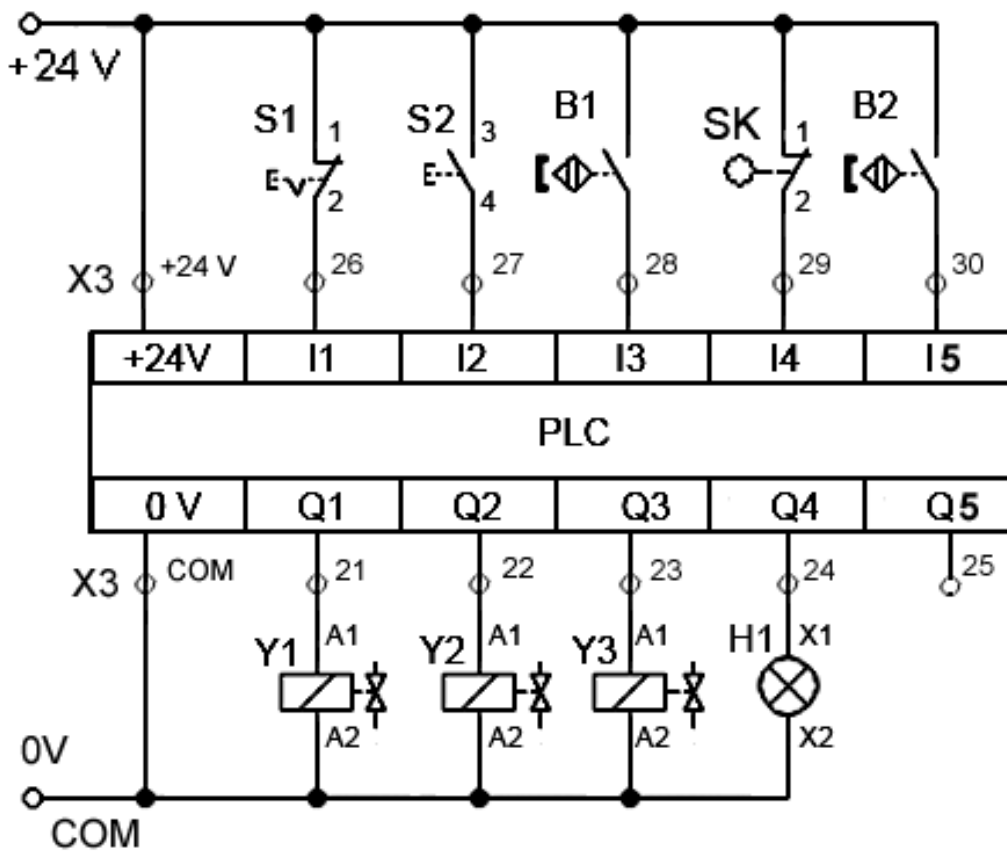 +24 V
S1 1 2
S2 3 4
B1
SK 1 2
B2
X3 +24 V 26 27 28 29 30
+24V I1 I2 I3 I4 I5
PLC
0 V Q1 Q2 Q3 Q4 Q5
X3 COM 21 22 23 24 25
Y1 A1 A2
Y2 A1 A2
Y3 A1 A2
H1 X1 X2
0V
COM